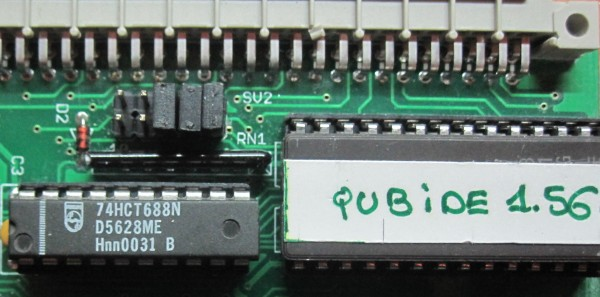 SV2
D2
RN1
C3
74HCT688N
D5628ME
Hnn0031 B
QUBiDE 1.56